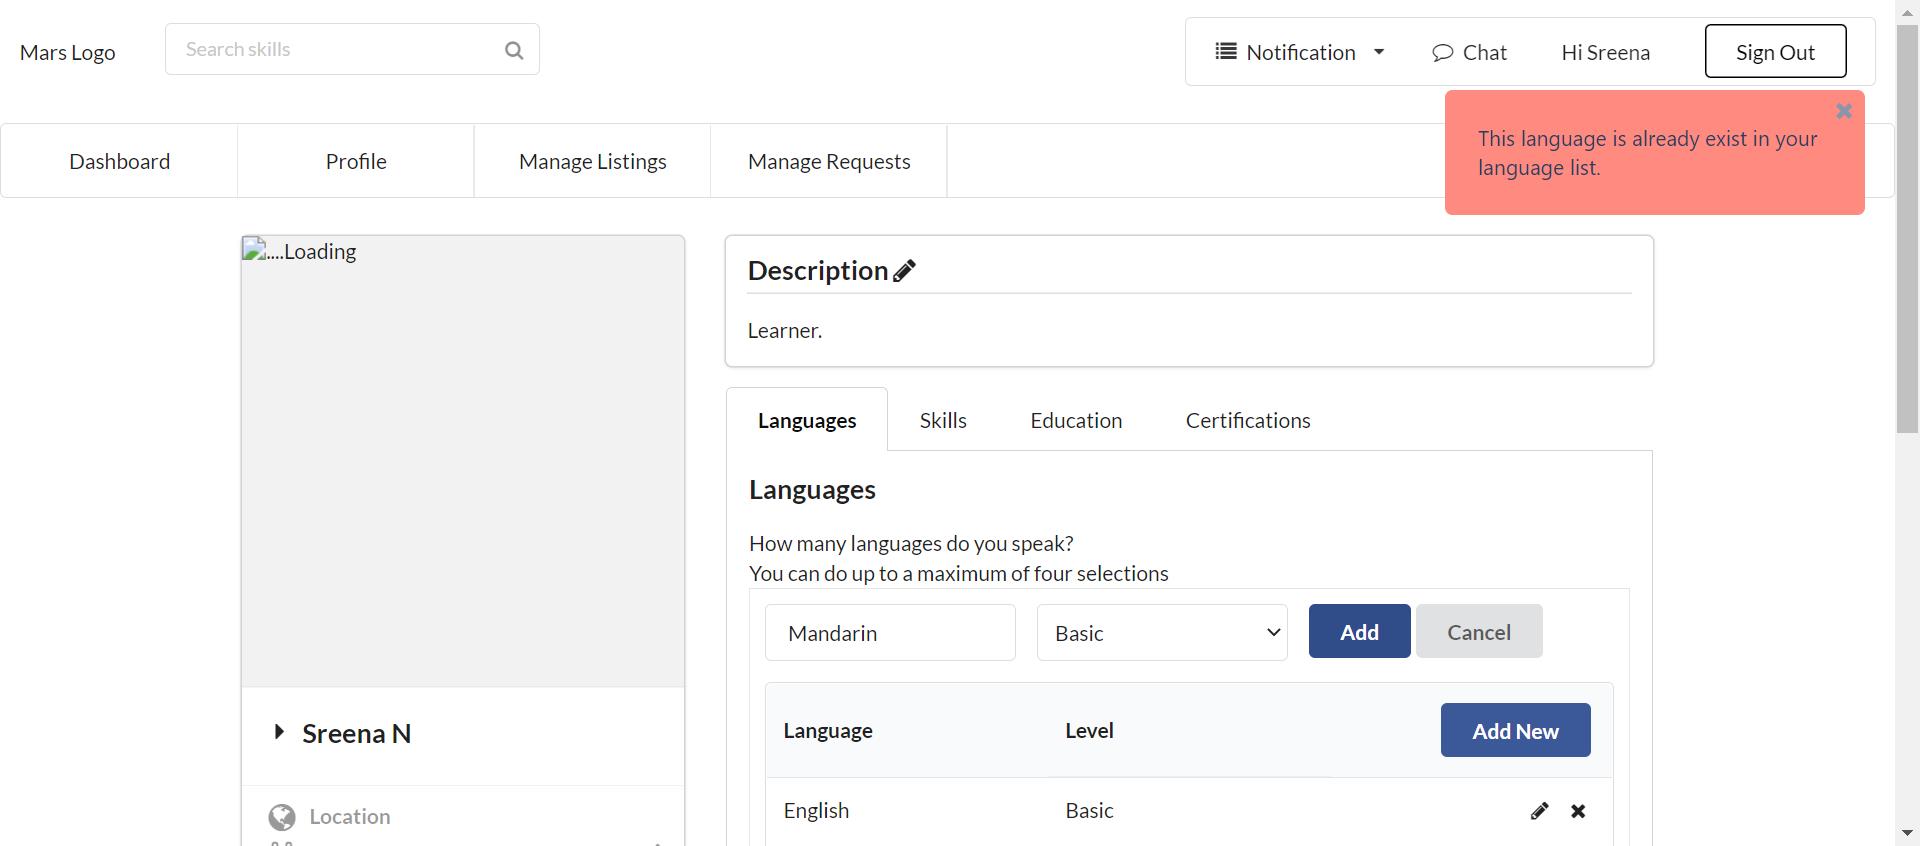 Mars Logo
Search skills
Notification
Chat
Hi Sreena
Sign Out
This language is already exist in your
language list.
Dashboard
Profile
Manage Listings
Manage Requests
....Loading
Description
Learner.
Languages
Skills
Education
Certifications
Languages
How many languages do you speak?
You can do up to a maximum of four selections
Mandarin
Basic
Add
Cancel
Language
Level
Add New
English
Basic
Sreena N
Location